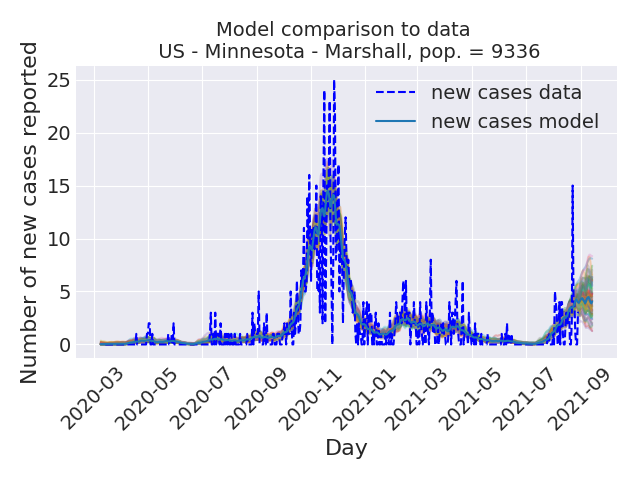 Model comparison to data
US - Minnesota - Marshall, pop. = 9336
Number of new cases reported
25
20
15
10
5
0
new cases data
new cases model
2020-03
2020-05
2020-07
2020-09
2020-11
2021-01
2021-03
2021-05
2021-07
2021-09
Day